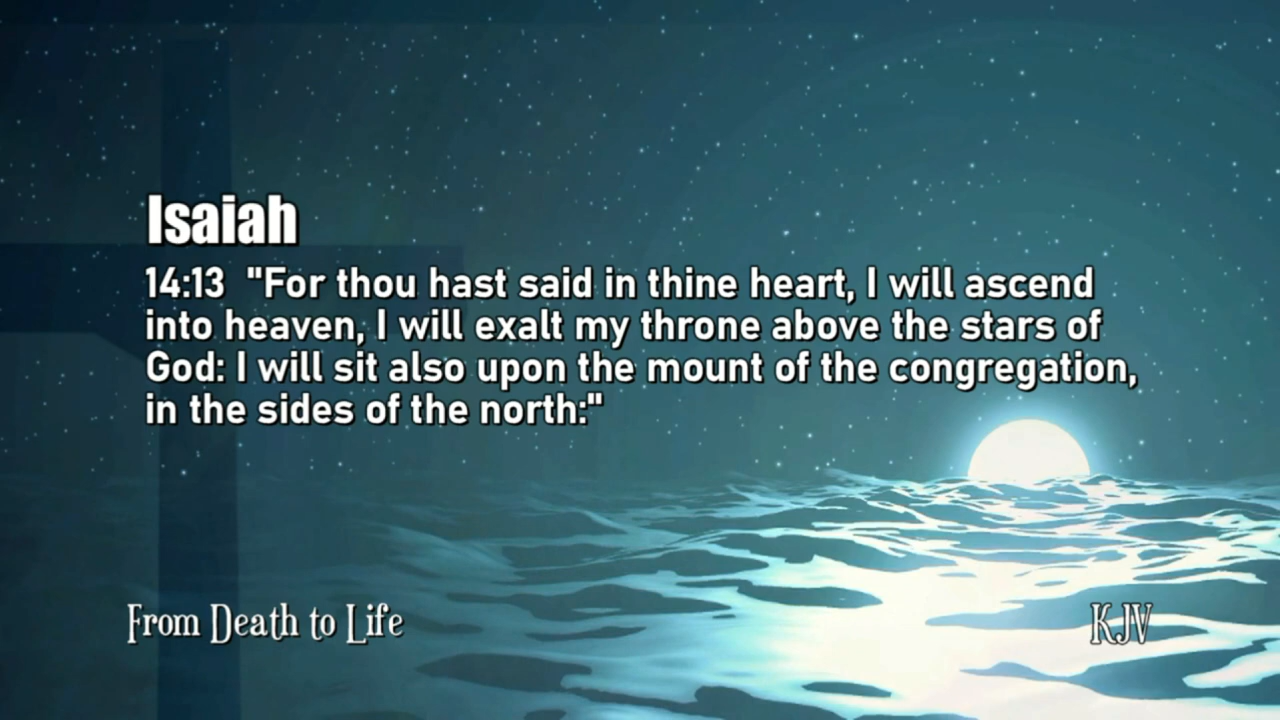 Isaiah
14:13 "For thou hast said in thine heart, I will ascend
into heaven, I will exalt my throne above the stars of
God: I will sit also upon the mount of the congregation,
in the sides of the north:"
From Death to Life
KJV